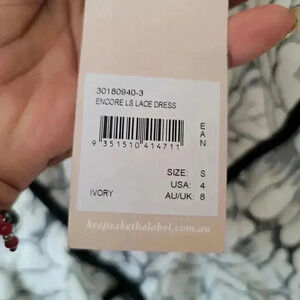 30180940-3
ENCORE LS LACE DRESS
EAN
9 351510 414711
SIZE: S
USA: 4
IVORY AU/UK: 8
keepsakethelabel.com.au